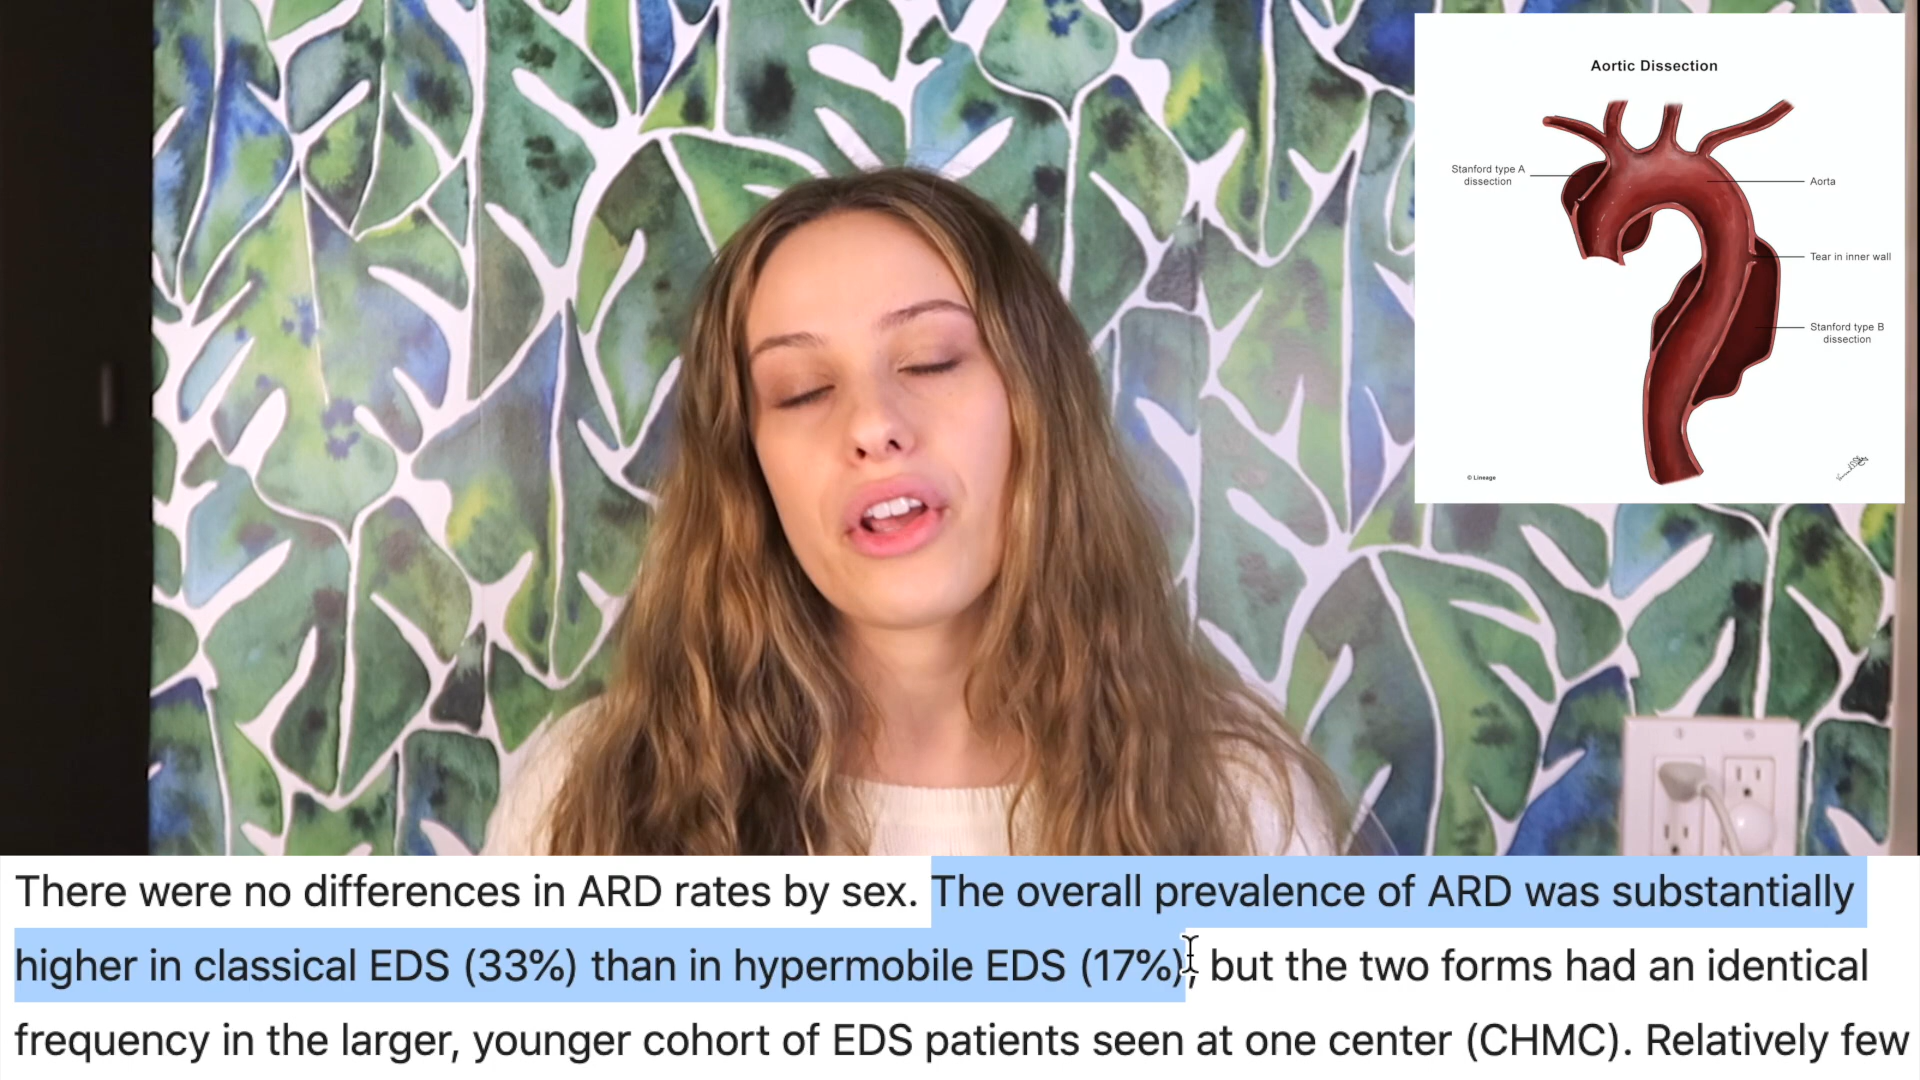 Aortic Dissection
Stanford type A
dissection
Aorta
Tear in inner wall
Stanford type B
dissection
© Lineage
There were no differences in ARD rates by sex. The overall prevalence of ARD was substantially
higher in classical EDS (33%) than in hypermobile EDS (17%), but the two forms had an identical
frequency in the larger, younger cohort of EDS patients seen at one center (CHMC). Relatively few